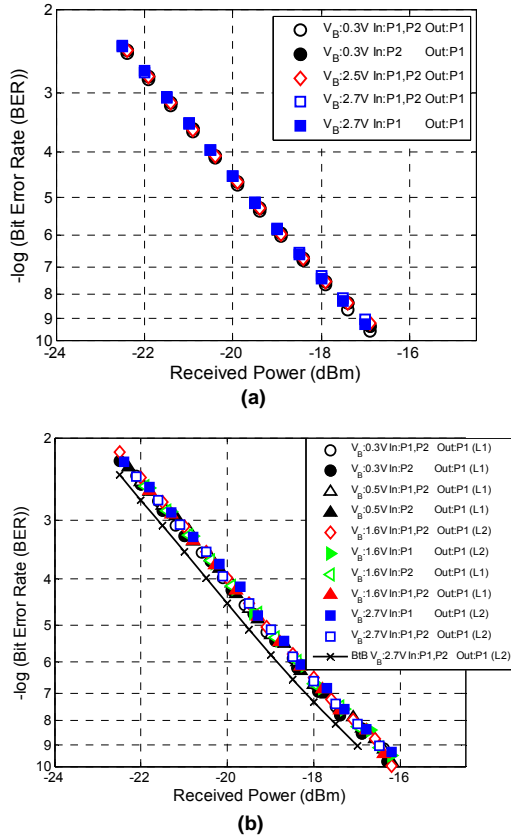 2
3
4
5
6
7
8
9
10
-24 -22 -20 -18 -16
-log (Bit Error Rate (BER))
Received Power (dBm)
V_B:0.3V In:P1,P2 Out:P1
V_B:0.3V In:P2 Out:P1
V_B:2.5V In:P1,P2 Out:P1
V_B:2.7V In:P1,P2 Out:P1
V_B:2.7V In:P1 Out:P1
(a)
2
3
4
5
6
7
8
9
10
-24 -22 -20 -18 -16
-log (Bit Error Rate (BER))
Received Power (dBm)
V_B:0.3V In:P1,P2 Out:P1 (L1)
V_B:0.3V In:P2 Out:P1 (L1)
V_B:0.5V In:P1,P2 Out:P1 (L1)
V_B:0.5V In:P2 Out:P1 (L1)
V_B:1.6V In:P1,P2 Out:P1 (L2)
V_B:1.6V In:P1 Out:P1 (L2)
V_B:1.6V In:P2 Out:P1 (L1)
V_B:1.6V In:P1,P2 Out:P1 (L1)
V_B:2.7V In:P1 Out:P1 (L2)
V_B:2.7V In:P1,P2 Out:P1 (L2)
BtB V_B:2.7V In:P1,P2 Out:P1 (L2)
(b)